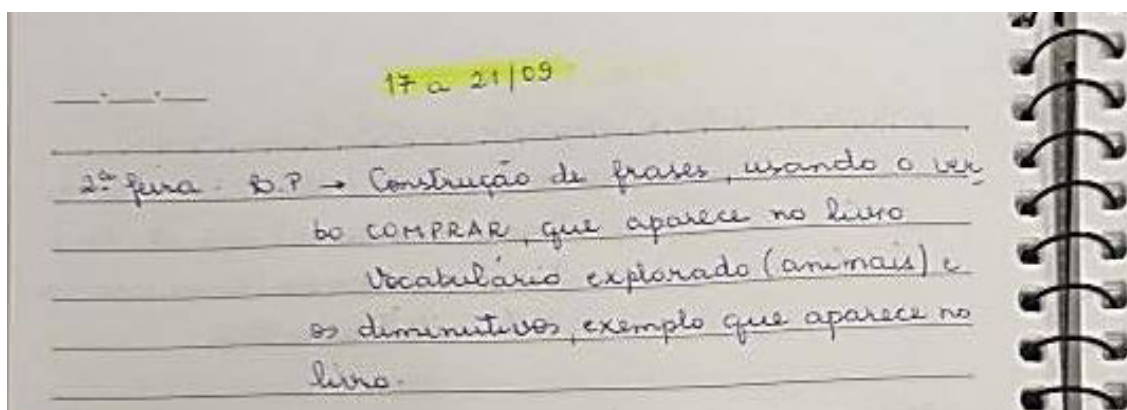 17 a 21/09
2ª feira - D.P → Construção de frases, usando o ver-
bo COMPRAR, que aparece no livro
Vocabulário explorado (animais) e
os diminutivos, exemplo que aparece no
livro.